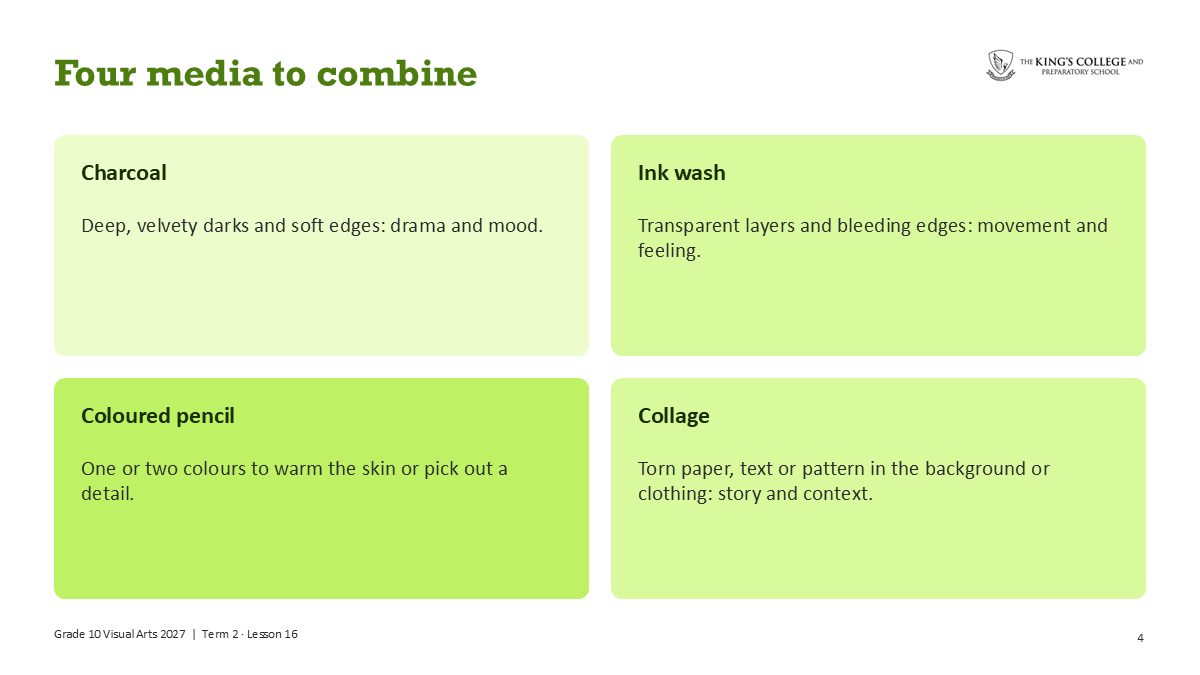 Four media to combine
THE KING'S COLLEGE AND
PREPARATORY SCHOOL
Charcoal
Deep, velvety darks and soft edges: drama and mood.
Ink wash
Transparent layers and bleeding edges: movement and
feeling.
Coloured pencil
One or two colours to warm the skin or pick out a
detail.
Collage
Torn paper, text or pattern in the background or
clothing: story and context.
Grade 10 Visual Arts 2027 | Term 2 · Lesson 16
4